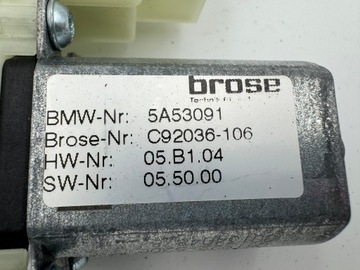 brose
BMW-Nr: 5A53091
Brose-Nr: C92036-106
HW-Nr: 05.B1.04
SW-Nr: 05.50.00